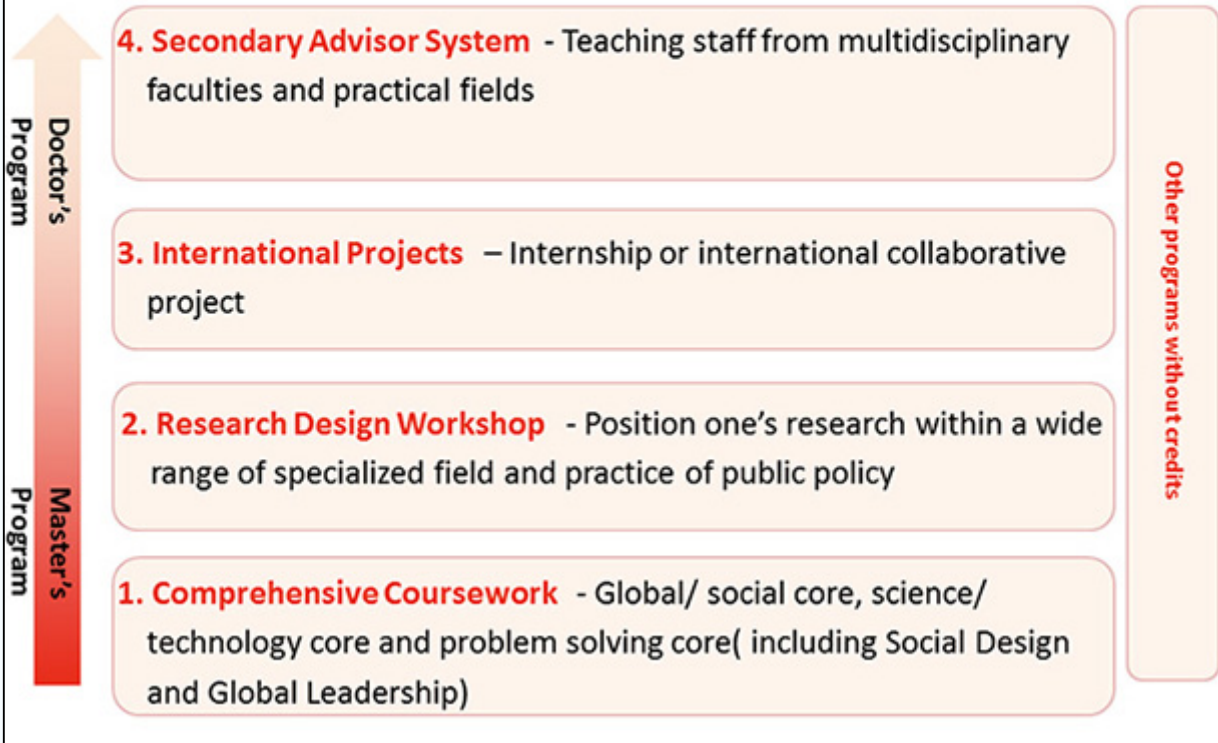 4. Secondary Advisor System - Teaching staff from multidisciplinary
faculties and practical fields
Doctor's
Program
3. International Projects – Internship or international collaborative
project
2. Research Design Workshop - Position one's research within a wide
range of specialized field and practice of public policy
Master's
Program
1. Comprehensive Coursework - Global/ social core, science/
technology core and problem solving core( including Social Design
and Global Leadership)
Other programs without credits